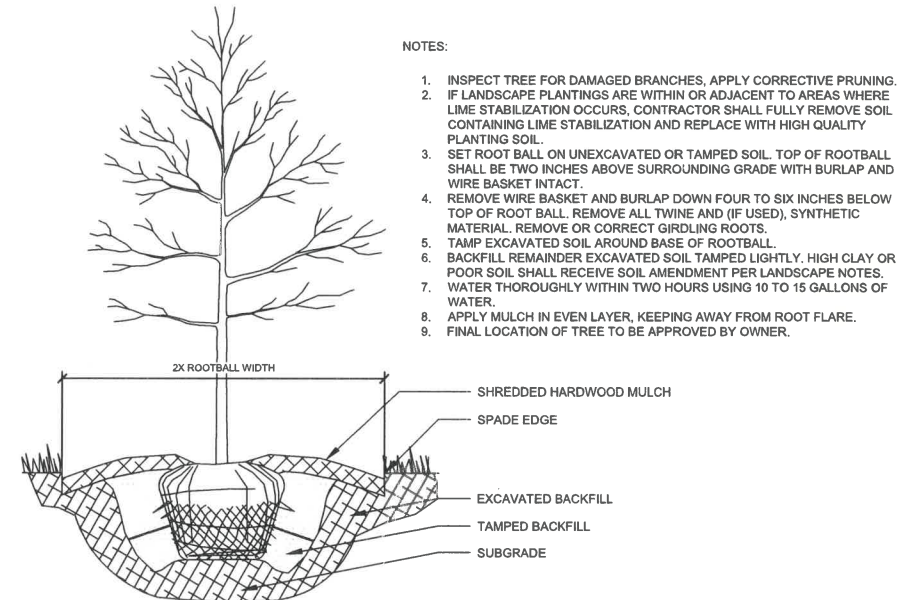 NOTES:
1. INSPECT TREE FOR DAMAGED BRANCHES, APPLY CORRECTIVE PRUNING.
2. IF LANDSCAPE PLANTINGS ARE WITHIN OR ADJACENT TO AREAS WHERE
LIME STABILIZATION OCCURS, CONTRACTOR SHALL FULLY REMOVE SOIL
CONTAINING LIME STABILIZATION AND REPLACE WITH HIGH QUALITY
PLANTING SOIL.
3. SET ROOT BALL ON UNEXCAVATED OR TAMPED SOIL. TOP OF ROOTBALL
SHALL BE TWO INCHES ABOVE SURROUNDING GRADE WITH BURLAP AND
WIRE BASKET INTACT.
4. REMOVE WIRE BASKET AND BURLAP DOWN FOUR TO SIX INCHES BELOW
TOP OF ROOT BALL. REMOVE ALL TWINE AND (IF USED), SYNTHETIC
MATERIAL. REMOVE OR CORRECT GIRDLING ROOTS.
5. TAMP EXCAVATED SOIL AROUND BASE OF ROOTBALL.
6. BACKFILL REMAINDER EXCAVATED SOIL TAMPED LIGHTLY. HIGH CLAY OR
POOR SOIL SHALL RECEIVE SOIL AMENDMENT PER LANDSCAPE NOTES.
7. WATER THOROUGHLY WITHIN TWO HOURS USING 10 TO 15 GALLONS OF
WATER.
8. APPLY MULCH IN EVEN LAYER, KEEPING AWAY FROM ROOT FLARE.
9. FINAL LOCATION OF TREE TO BE APPROVED BY OWNER.
2X ROOTBALL WIDTH
SHREDDED HARDWOOD MULCH
SPADE EDGE
EXCAVATED BACKFILL
TAMPED BACKFILL
SUBGRADE